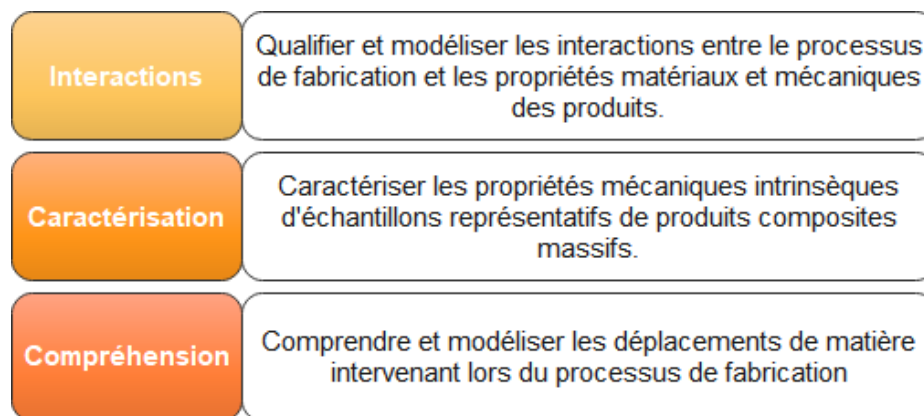 Interactions
Qualifier et modéliser les interactions entre le processus
de fabrication et les propriétés matériaux et mécaniques
des produits.
Caractérisation
Caractériser les propriétés mécaniques intrinsèques
d'échantillons représentatifs de produits composites
massifs.
Compréhension
Comprendre et modéliser les déplacements de matière
intervenant lors du processus de fabrication